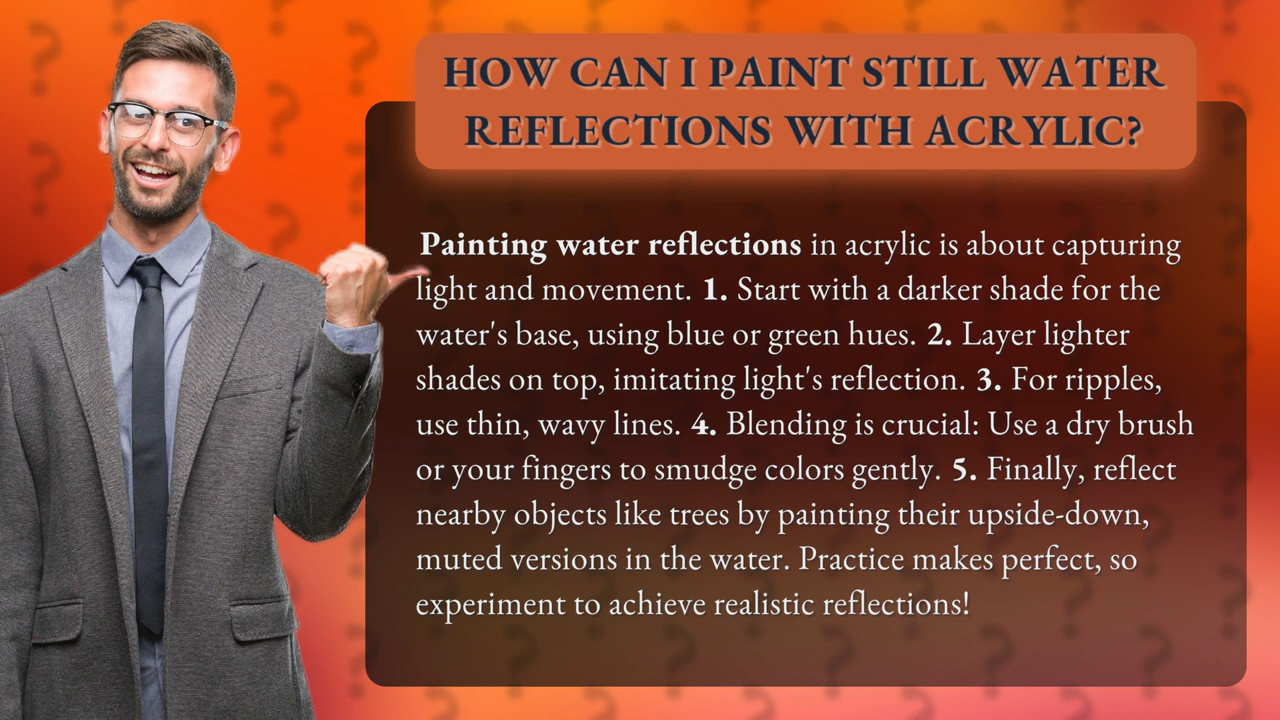 HOW CAN I PAINT STILL WATER
REFLECTIONS WITH ACRYLIC?
Painting water reflections in acrylic is about capturing
light and movement. 1. Start with a darker shade for the
water's base, using blue or green hues. 2. Layer lighter
shades on top, imitating light's reflection. 3. For ripples,
use thin, wavy lines. 4. Blending is crucial: Use a dry brush
or your fingers to smudge colors gently. 5. Finally, reflect
nearby objects like trees by painting their upside-down,
muted versions in the water. Practice makes perfect, so
experiment to achieve realistic reflections!